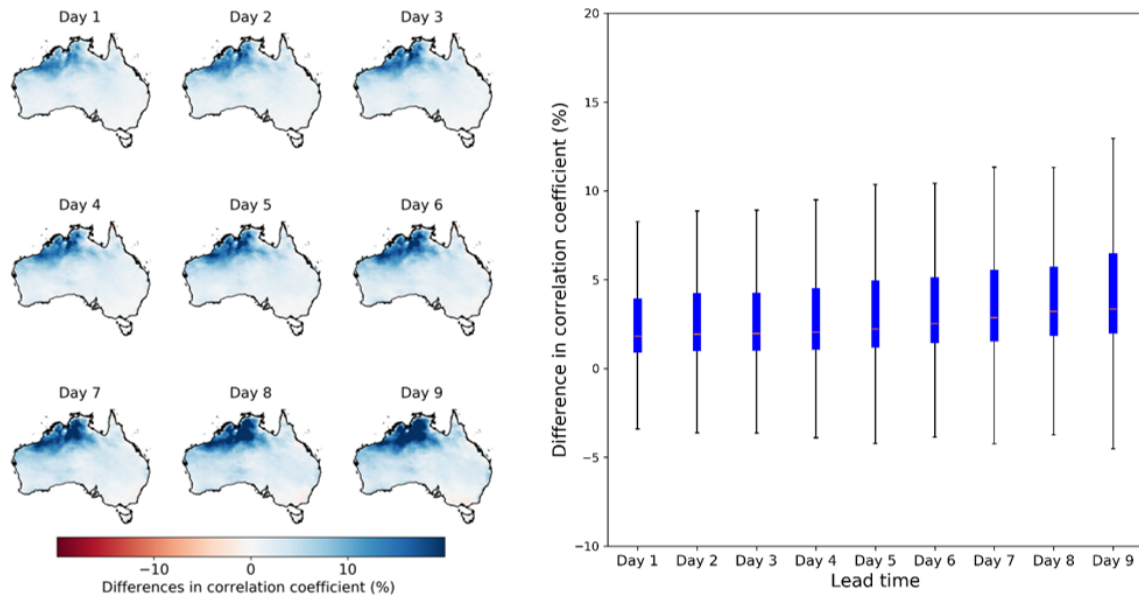 Day 1 Day 2 Day 3
Day 4 Day 5 Day 6
Day 7 Day 8 Day 9
−10 0 10
Differences in correlation coefficient (%)
20
15
10
5
0
−5
−10
Difference in correlation coefficient (%)
Day 1 Day 2 Day 3 Day 4 Day 5 Day 6 Day 7 Day 8 Day 9
Lead time